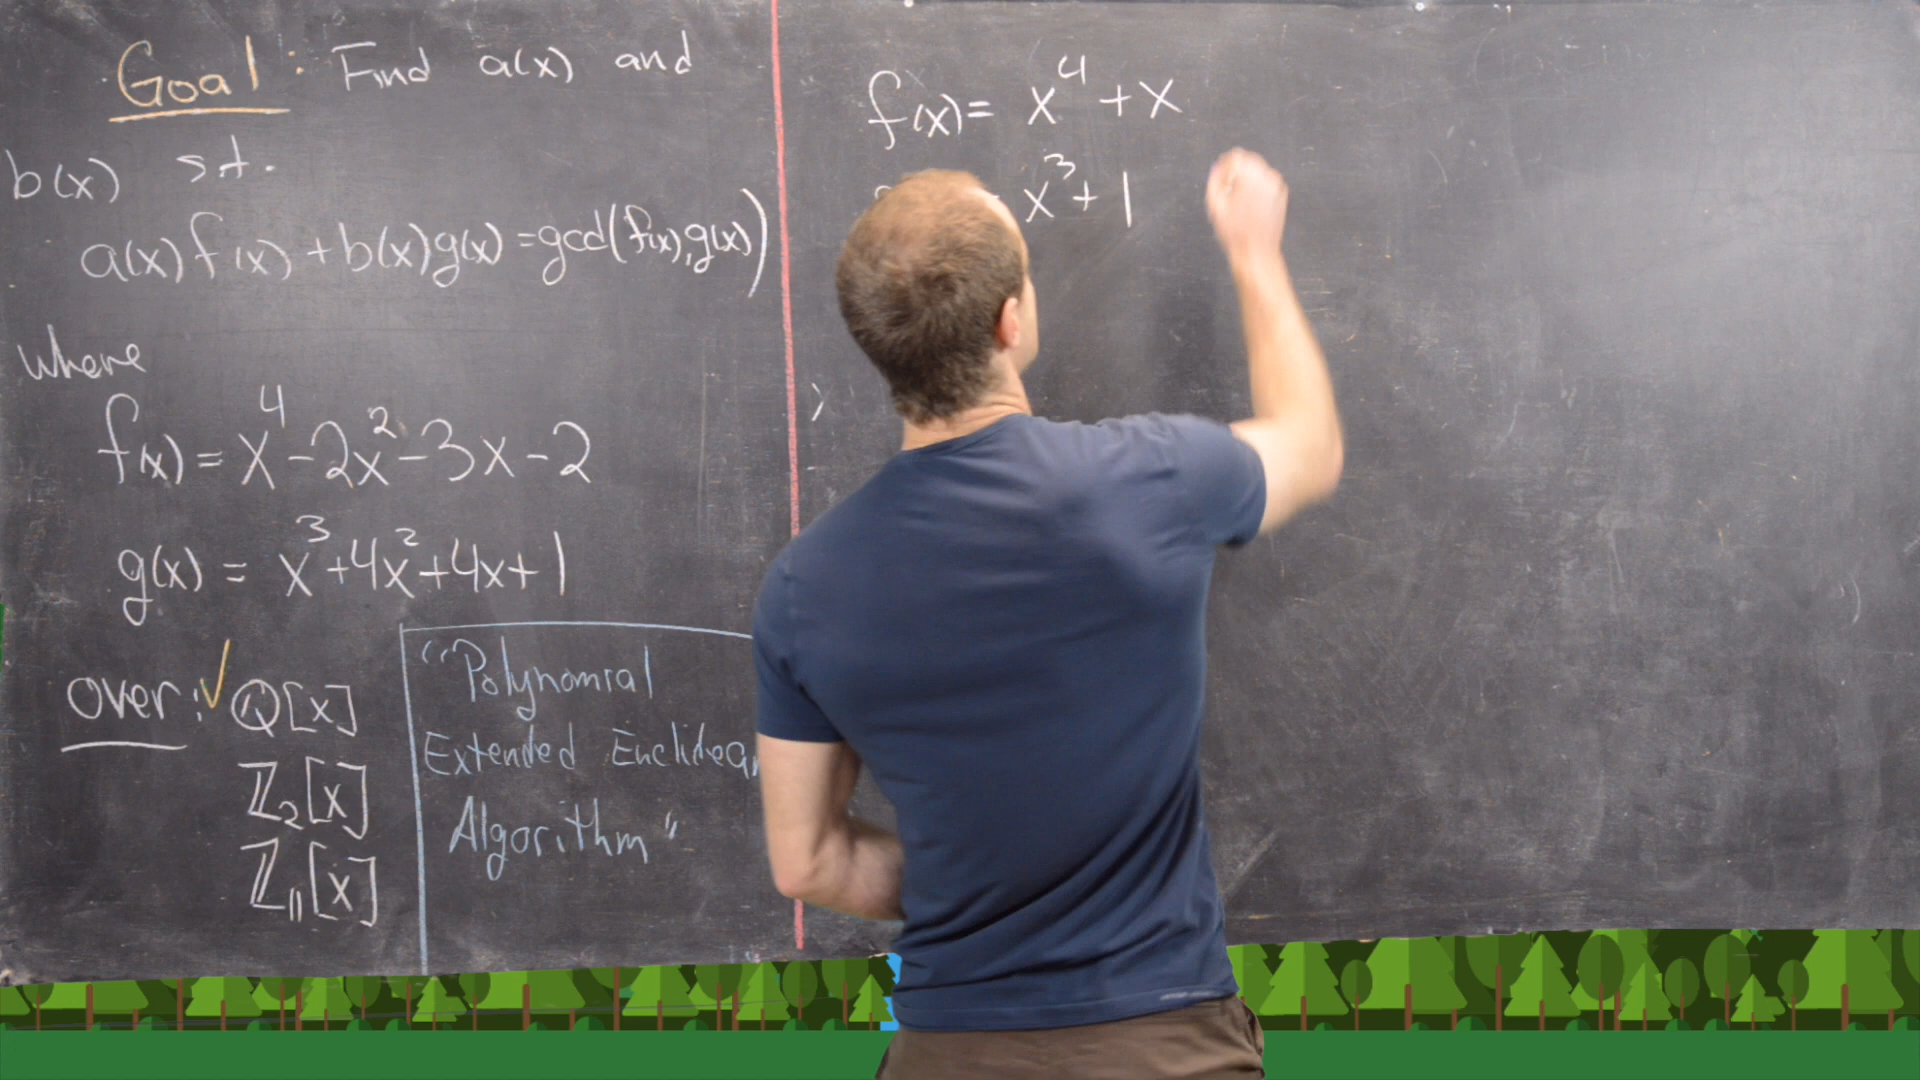 Goal: Find a(x) and
b(x) s.t.
a(x)f(x)+b(x)g(x)=gcd(f(x),g(x))
where
f(x)=x⁴-2x²-3x-2
g(x) = x³+4x²+4x+1
over: ✓ Q[x]
ℤ₂[x]
ℤ₁₁[x]
"Polynomial
Extended Euclidean
Algorithm"
f(x)= x⁴+x
x³+1